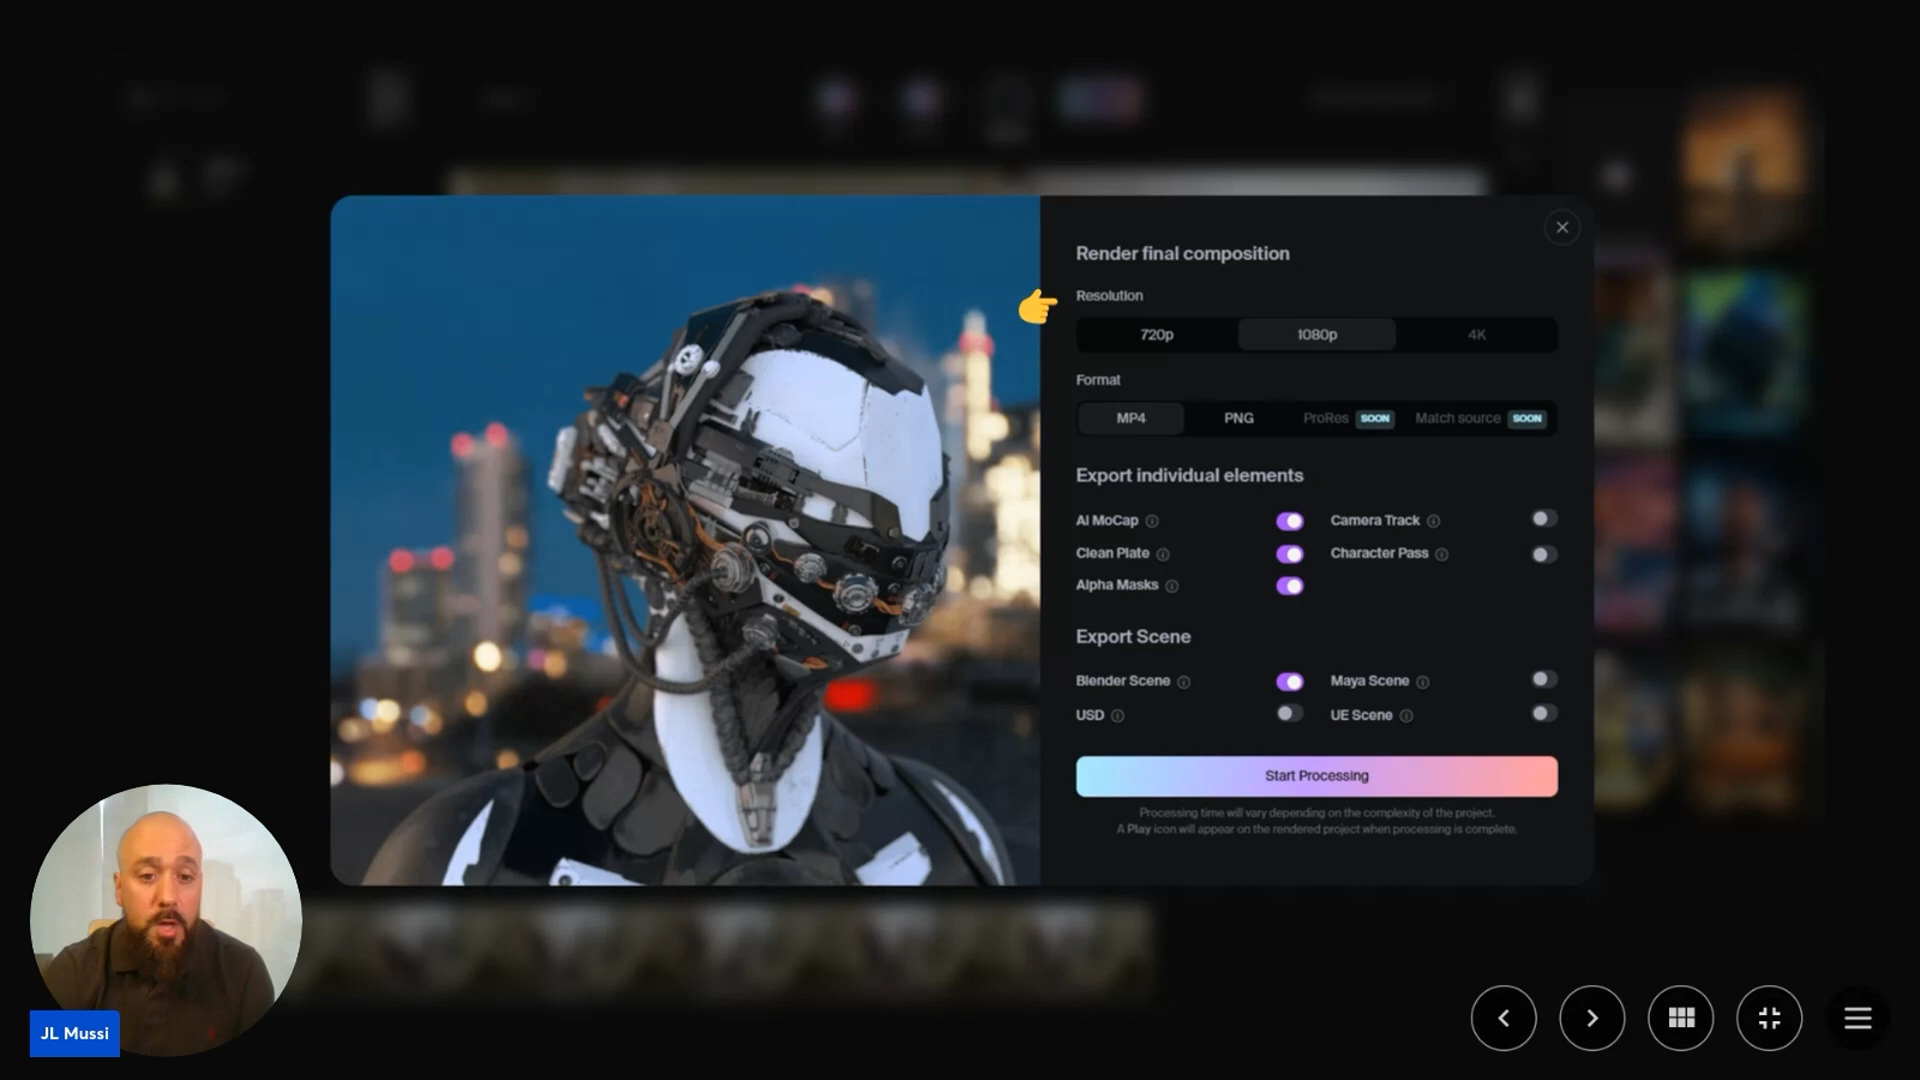 Render final composition
Resolution
720p 1080p 4K
Format
MP4 PNG ProRes SOON Match source SOON
Export individual elements
AI MoCap Camera Track
Clean Plate Character Pass
Alpha Masks
Export Scene
Blender Scene Maya Scene
USD UE Scene
Start Processing
Processing time will vary depending on the complexity of the project.
A Play icon will appear on the rendered project when processing is complete.
JL Mussi